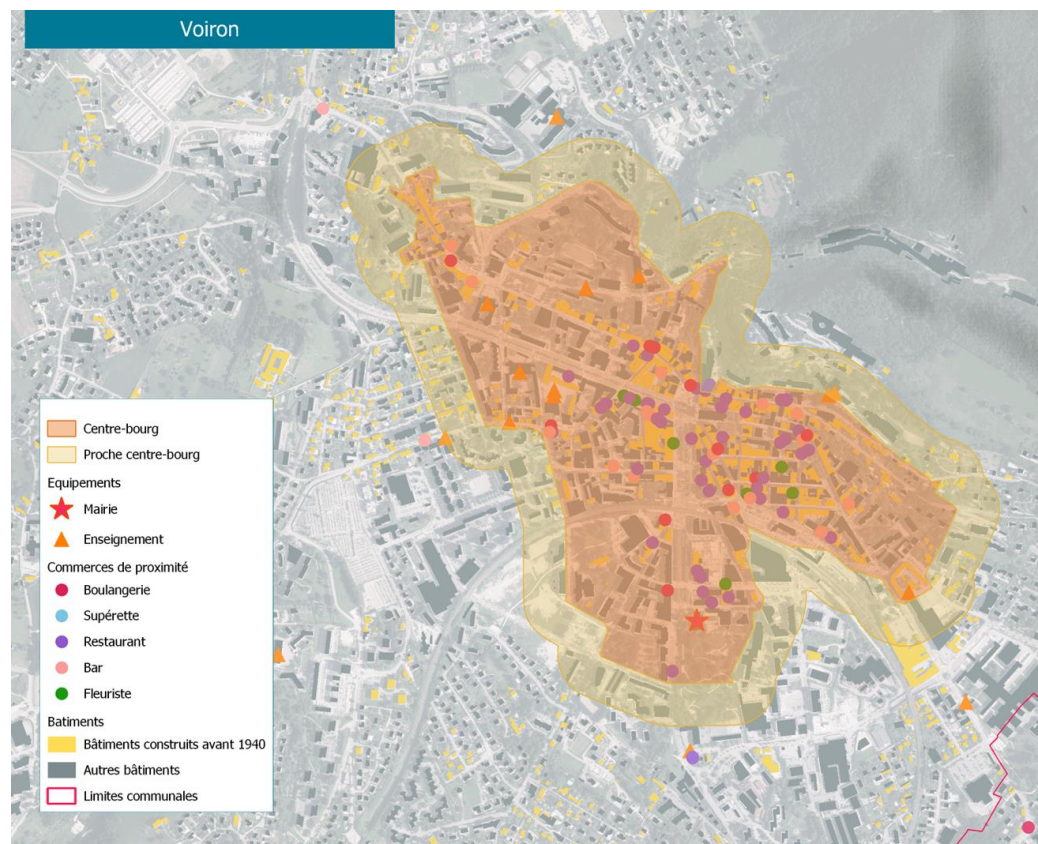 Voiron
Centre-bourg
Proche centre-bourg
Equipements
Mairie
Enseignement
Commerces de proximité
Boulangerie
Supérette
Restaurant
Bar
Fleuriste
Batiments
Bâtiments construits avant 1940
Autres bâtiments
Limites communales